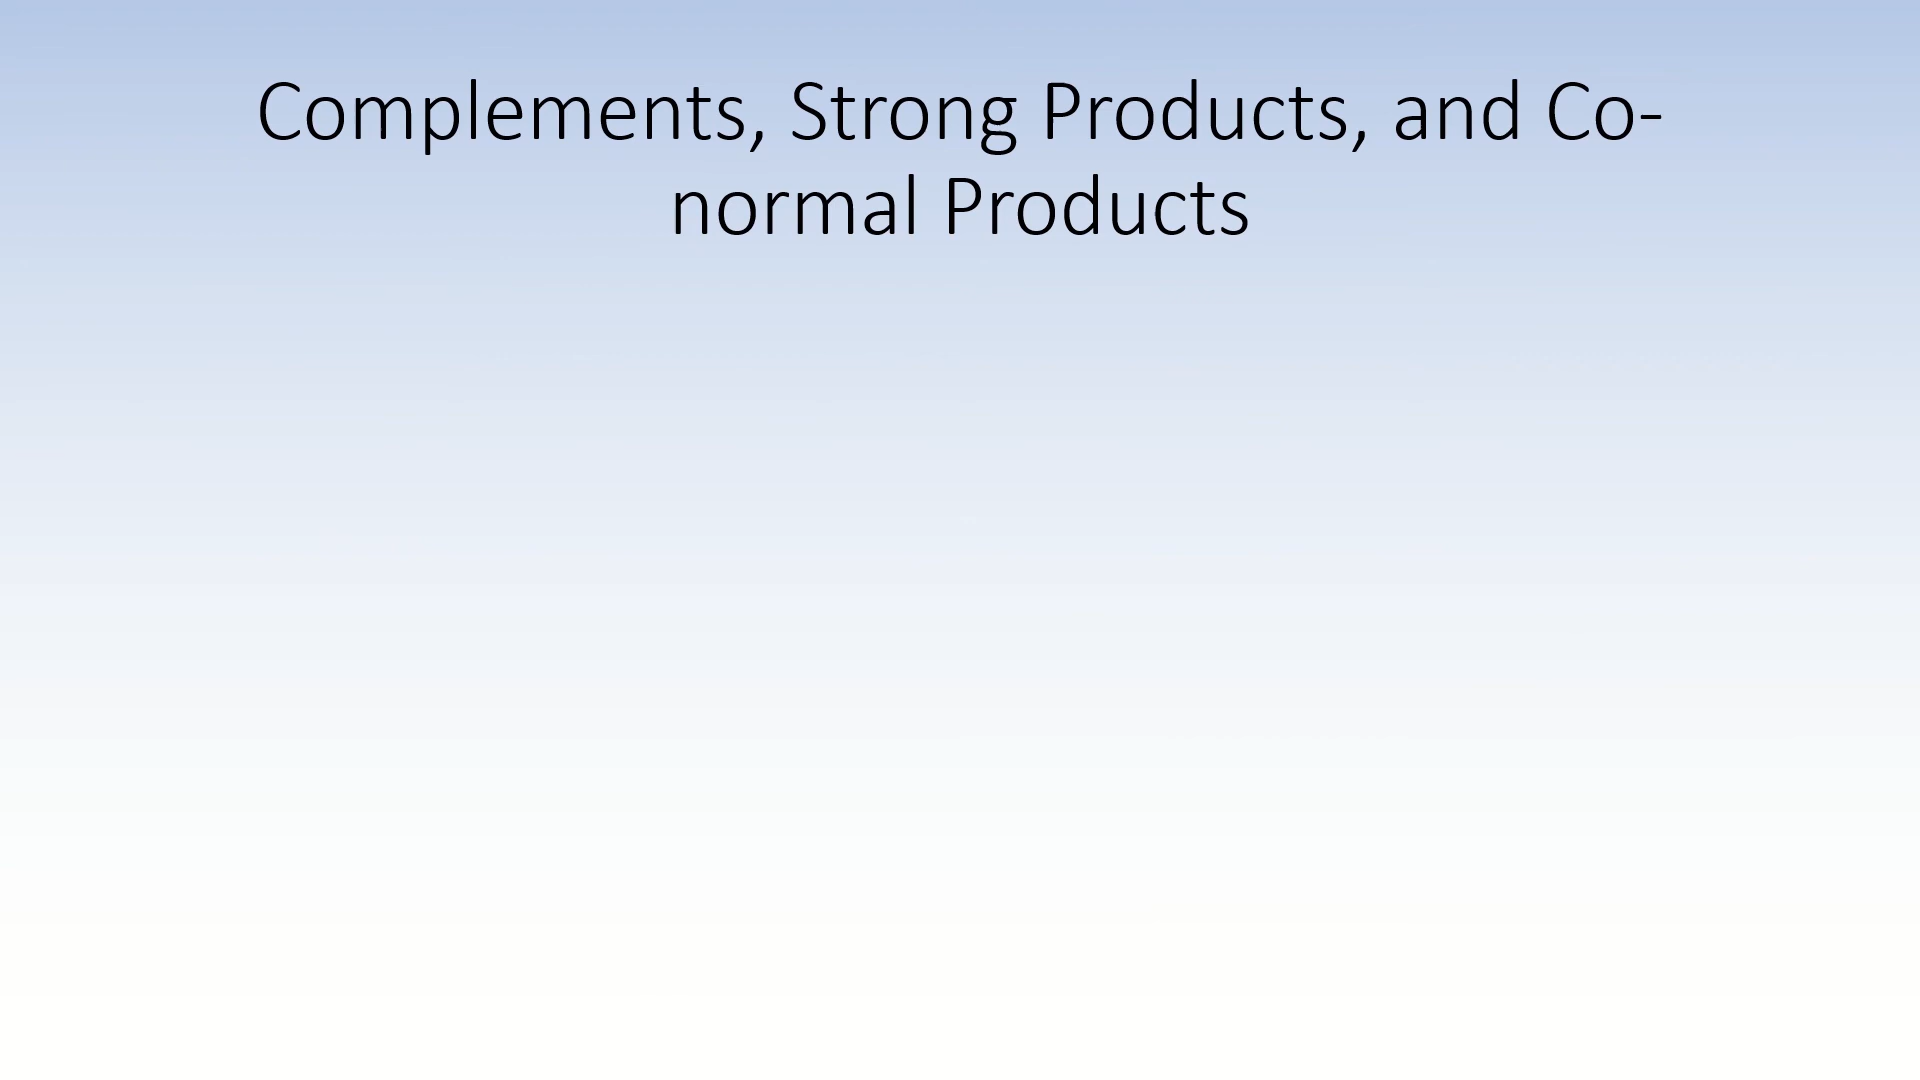 Complements, Strong Products, and Co-
normal Products